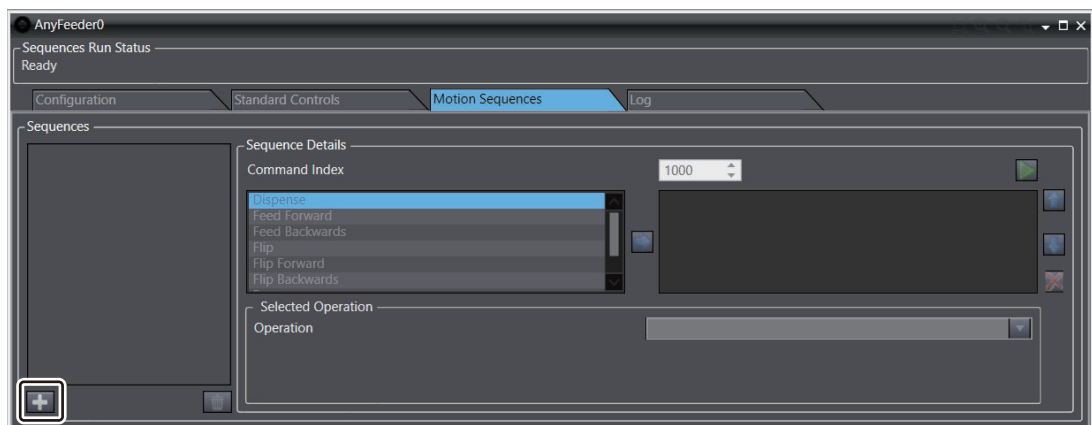 AnyFeeder0
Sequences Run Status
Ready
Configuration
Standard Controls
Motion Sequences
Log
Sequences
Sequence Details
Command Index
1000
Dispense
Feed Forward
Feed Backwards
Flip
Flip Forward
Flip Backwards
Selected Operation
Operation